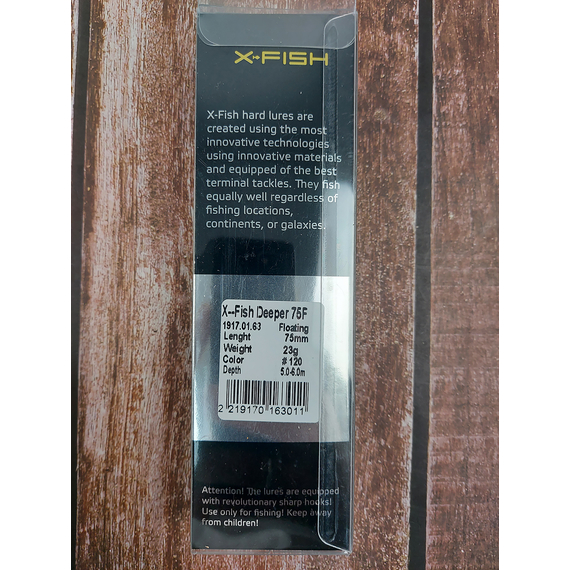 X-FISH
X-Fish hard lures are
created using the most
innovative technologies
using innovative materials
and equipped of the best
terminal tackles. They fish
equally well regardless of
fishing locations,
continents, or galaxies.
X--Fish Deeper 75F
1917.01.63 Floating
Lenght 75mm
Weight 23g
Color # 120
Depth 5.0-6.0m
2 219170 163011
Attention! The lures are equipped
with revolutionary sharp hooks!
Use only for fishing! Keep away
from children!